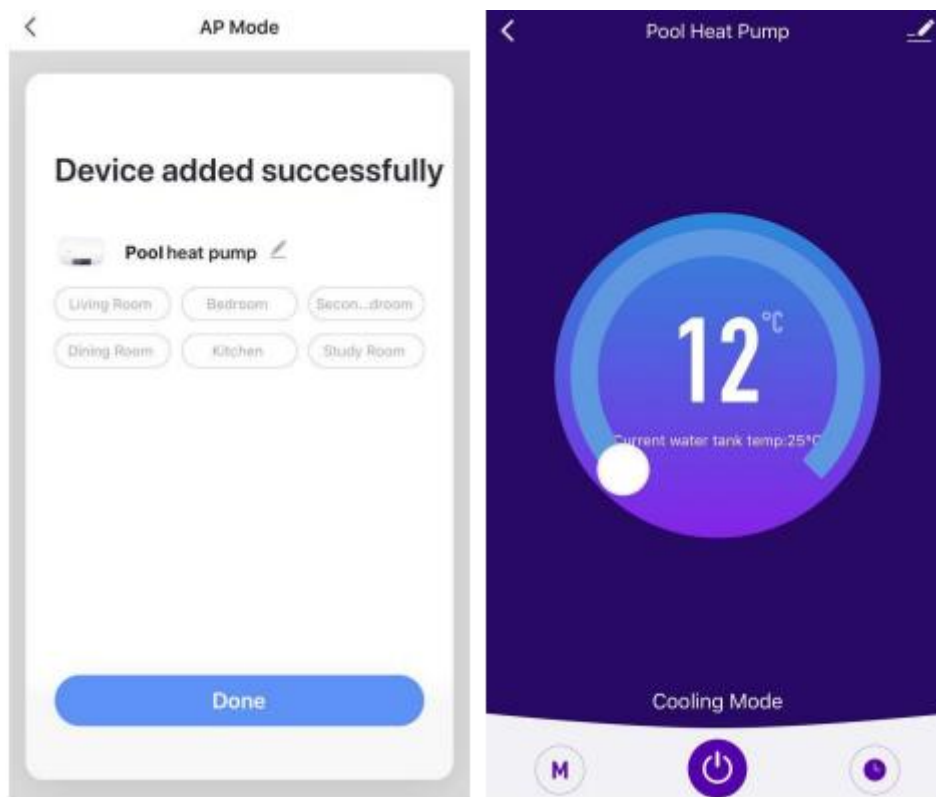 AP Mode
Device added successfully
Pool heat pump
Living Room
Bedroom
Secon...droom
Dining Room
Kitchen
Study Room
Done
Pool Heat Pump
12°C
Current water tank temp:25°C
Cooling Mode
M